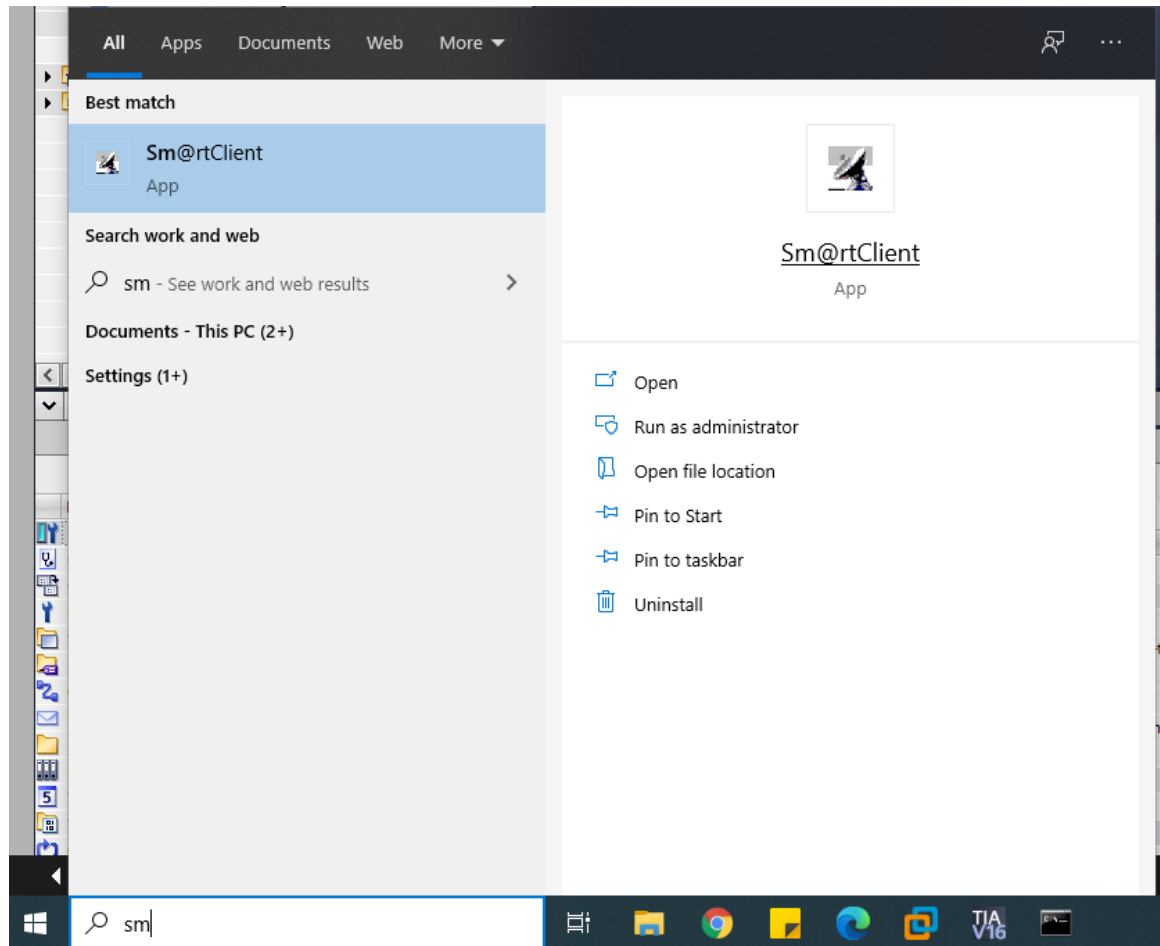 All Apps Documents Web More
Best match
Sm@rtClient
App
Search work and web
sm - See work and web results
Documents - This PC (2+)
Settings (1+)
Sm@rtClient
App
Open
Run as administrator
Open file location
Pin to Start
Pin to taskbar
Uninstall
5
sm
TIA
V16